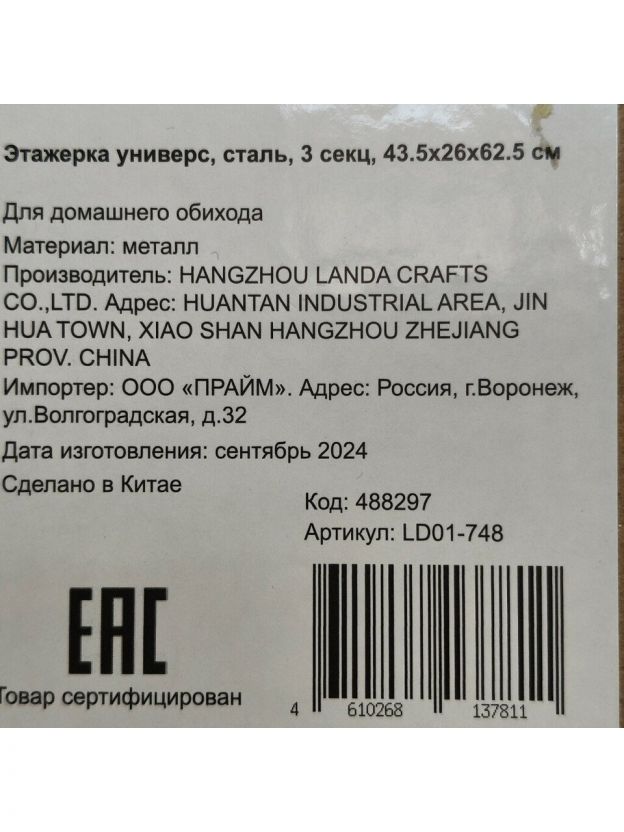 Этажерка универс, сталь, 3 секц, 43.5х26х62.5 см
Для домашнего обихода
Материал: металл
Производитель: HANGZHOU LANDA CRAFTS
CO.,LTD. Адрес: HUANTAN INDUSTRIAL AREA, JIN
HUA TOWN, XIAO SHAN HANGZHOU ZHEJIANG
PROV. CHINA
Импортер: ООО «ПРАЙМ». Адрес: Россия, г.Воронеж,
ул.Волгоградская, д.32
Дата изготовления: сентябрь 2024
Сделано в Китае
Код: 488297
Артикул: LD01-748
EAC
Товар сертифицирован
4 610268 137811